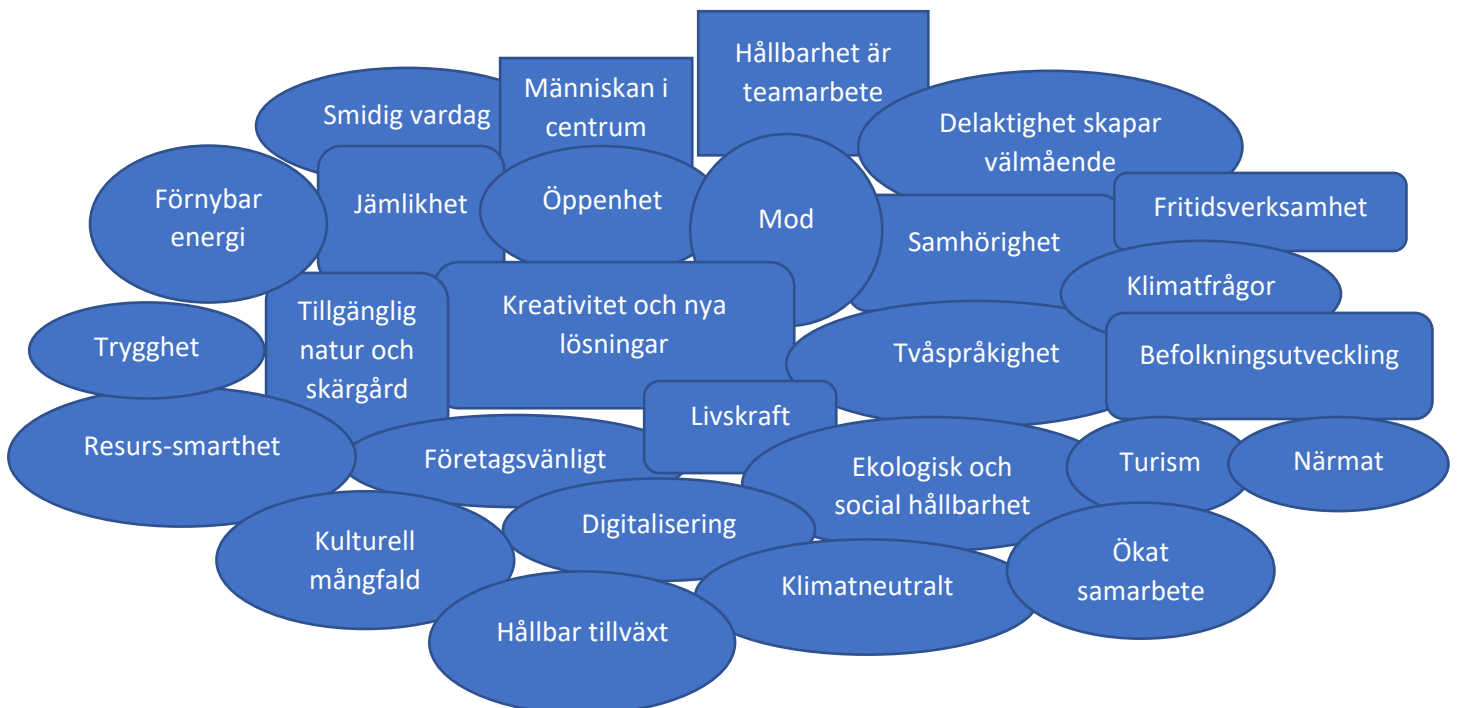 Hållbarhet är
teamarbete
Människan i
centrum
Smidig vardag
Delaktighet skapar
välmående
Förnybar
energi
Jämlikhet
Öppenhet
Mod
Samhörighet
Fritidsverksamhet
Klimatfrågor
Trygghet
Tillgänglig
natur och
skärgård
Kreativitet och nya
lösningar
Tvåspråkighet
Befolkningsutveckling
Resurs-smarthet
Företagsvänligt
Livskraft
Ekologisk och
social hållbarhet
Turism
Närmat
Kulturell
mångfald
Digitalisering
Klimatneutralt
Ökat
samarbete
Hållbar tillväxt